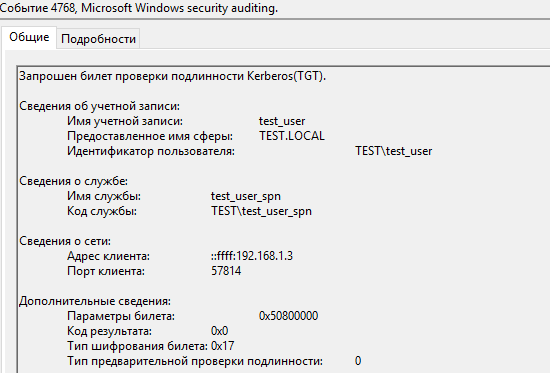 Событие 4768, Microsoft Windows security auditing.
Общие Подробности
Запрошен билет проверки подлинности Kerberos(TGT).
Сведения об учетной записи:
Имя учетной записи: test_user
Предоставленное имя сферы: TEST.LOCAL
Идентификатор пользователя: TEST\test_user
Сведения о службе:
Имя службы: test_user_spn
Код службы: TEST\test_user_spn
Сведения о сети:
Адрес клиента: ::ffff:192.168.1.3
Порт клиента: 57814
Дополнительные сведения:
Параметры билета: 0x50800000
Код результата: 0x0
Тип шифрования билета: 0x17
Тип предварительной проверки подлинности: 0